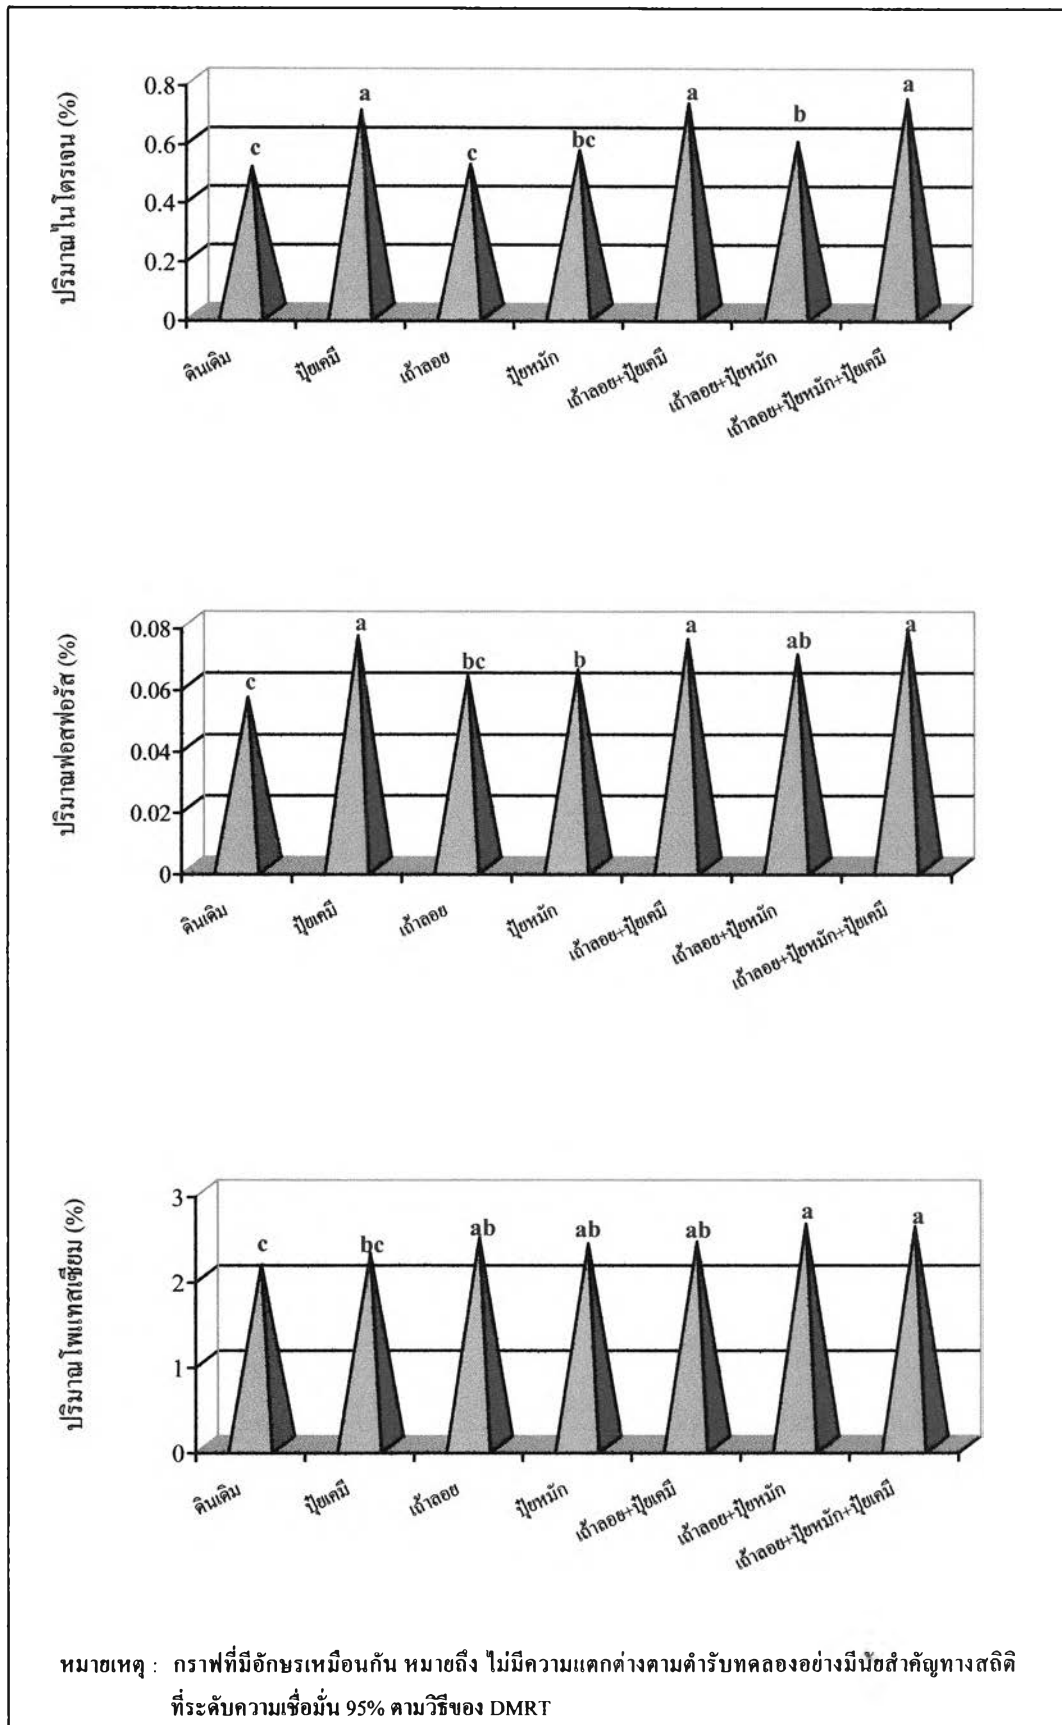 ปริมาณไนโตรเจน (%)
0.8
0.6
0.4
0.2
0
c
a
c
bc
a
b
a
ดินเดิม
ปุ๋ยเคมี
เถ้าลอย
ปุ๋ยหมัก
เถ้าลอย+ปุ๋ยเคมี
เถ้าลอย+ปุ๋ยหมัก
เถ้าลอย+ปุ๋ยหมัก+ปุ๋ยเคมี
ปริมาณฟอสฟอรัส (%)
0.08
0.06
0.04
0.02
0
c
a
bc
b
a
ab
a
ดินเดิม
ปุ๋ยเคมี
เถ้าลอย
ปุ๋ยหมัก
เถ้าลอย+ปุ๋ยเคมี
เถ้าลอย+ปุ๋ยหมัก
เถ้าลอย+ปุ๋ยหมัก+ปุ๋ยเคมี
ปริมาณโพแทสเซียม (%)
3
2
1
0
c
bc
ab
ab
ab
a
a
ดินเดิม
ปุ๋ยเคมี
เถ้าลอย
ปุ๋ยหมัก
เถ้าลอย+ปุ๋ยเคมี
เถ้าลอย+ปุ๋ยหมัก
เถ้าลอย+ปุ๋ยหมัก+ปุ๋ยเคมี
หมายเหตุ : กราฟที่มีอักษรเหมือนกัน หมายถึง ไม่มีความแตกต่างตามตำรับทดลองอย่างมีนัยสำคัญทางสถิติ
ที่ระดับความเชื่อมั่น 95% ตามวิธีของ DMRT